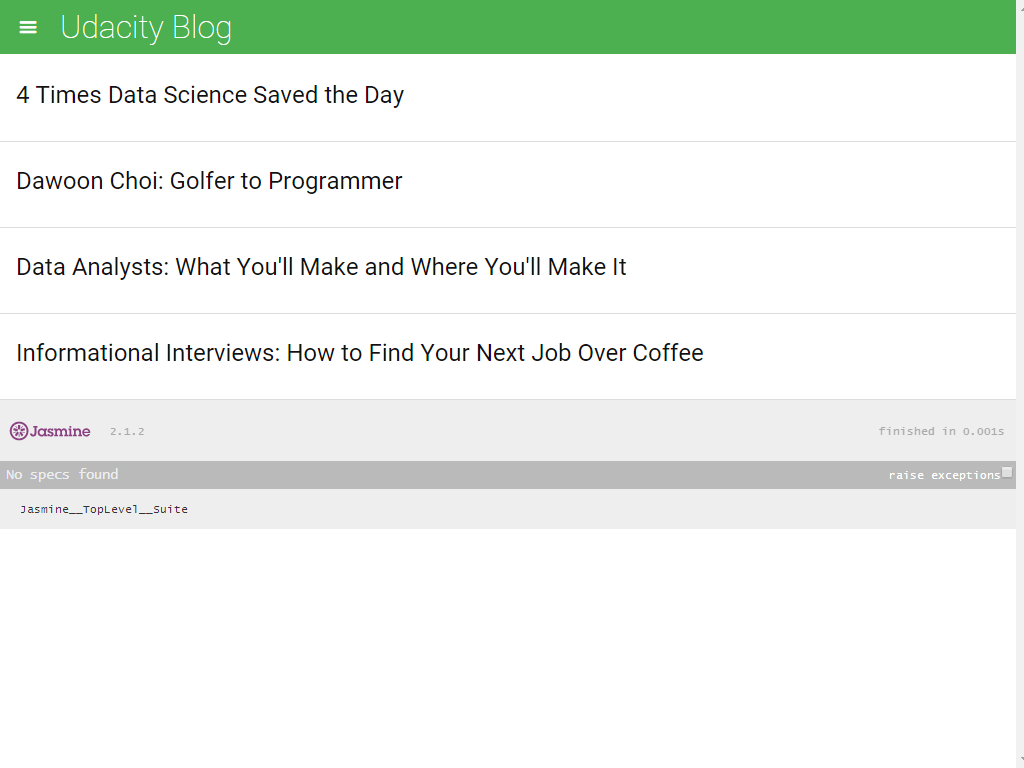 Udacity Blog
4 Times Data Science Saved the Day
Dawoon Choi: Golfer to Programmer
Data Analysts: What You'll Make and Where You'll Make It
Informational Interviews: How to Find Your Next Job Over Coffee
Jasmine 2.1.2 finished in 0.001s
No specs found raise exceptions
Jasmine__TopLevel__Suite